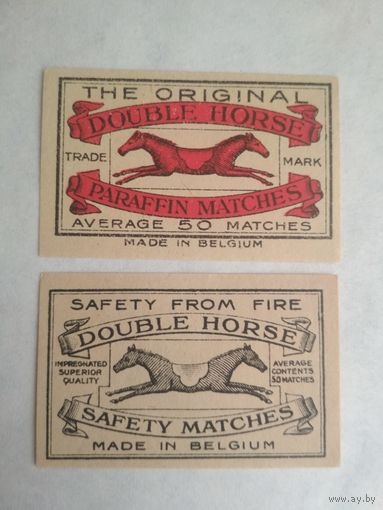 THE ORIGINAL
DOUBLE HORSE
TRADE MARK
PARAFFIN MATCHES
AVERAGE 50 MATCHES
MADE IN BELGIUM
SAFETY FROM FIRE
DOUBLE HORSE
IMPREGNATED
SUPERIOR
QUALITY
AVERAGE
CONTENTS
50 MATCHES
SAFETY MATCHES
MADE IN BELGIUM
www.ay.by